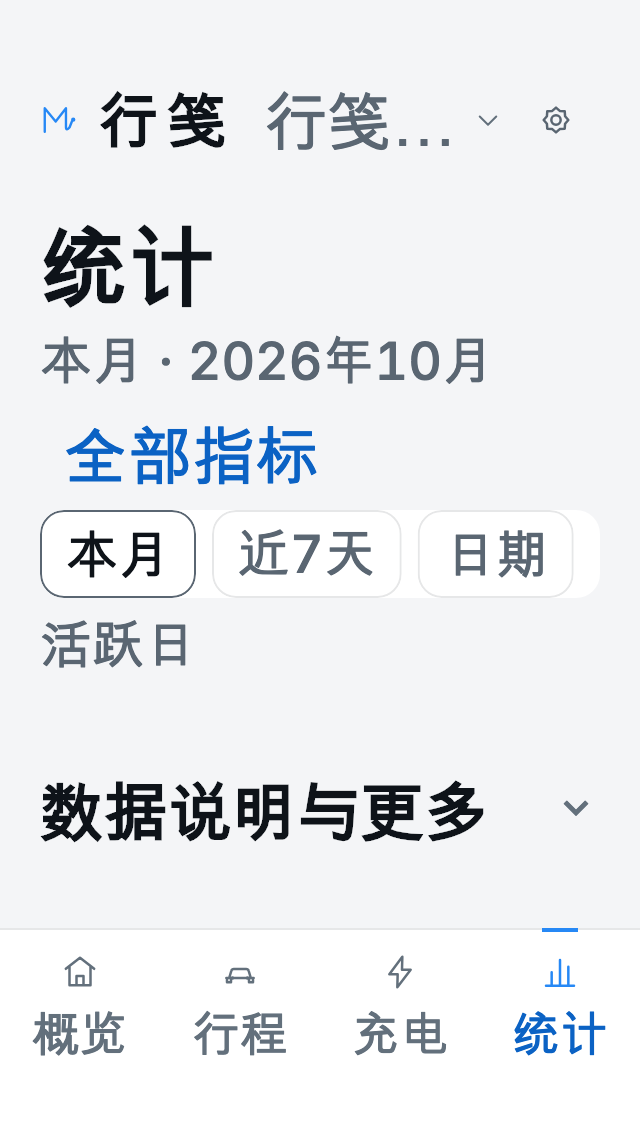 行笺 行笺...
统计
本月 · 2026年10月
全部指标
本月 近7天 日期
活跃日
数据说明与更多
概览 行程 充电 统计